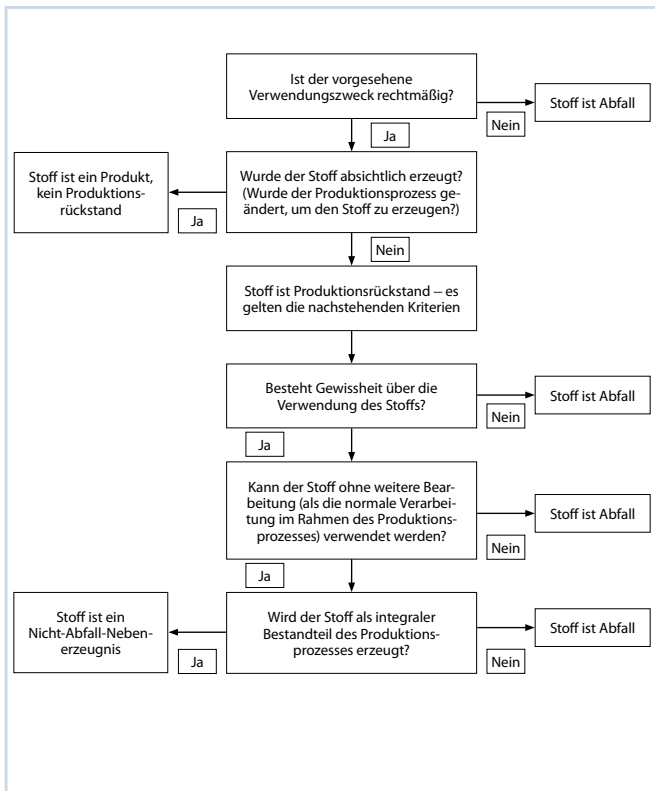 Ist der vorgesehene
Verwendungszweck rechtmäßig?
Stoff ist Abfall
Nein
Ja
Stoff ist ein Produkt,
kein Produktions-
rückstand
Wurde der Stoff absichtlich erzeugt?
(Wurde der Produktionsprozess ge-
ändert, um den Stoff zu erzeugen?)
Ja
Nein
Stoff ist Produktionsrückstand – es
gelten die nachstehenden Kriterien
Besteht Gewissheit über die
Verwendung des Stoffs?
Stoff ist Abfall
Nein
Ja
Kann der Stoff ohne weitere Bear-
beitung (als die normale Verarbei-
tung im Rahmen des Produktions-
prozesses) verwendet werden?
Stoff ist Abfall
Nein
Ja
Stoff ist ein
Nicht-Abfall-Neben-
erzeugnis
Wird der Stoff als integraler
Bestandteil des Produktions-
prozesses erzeugt?
Stoff ist Abfall
Ja
Nein